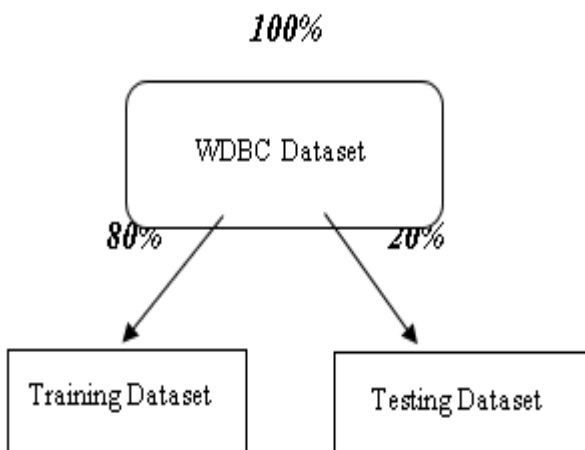 100%
WDBC Dataset
80%
20%
Training Dataset
Testing Dataset